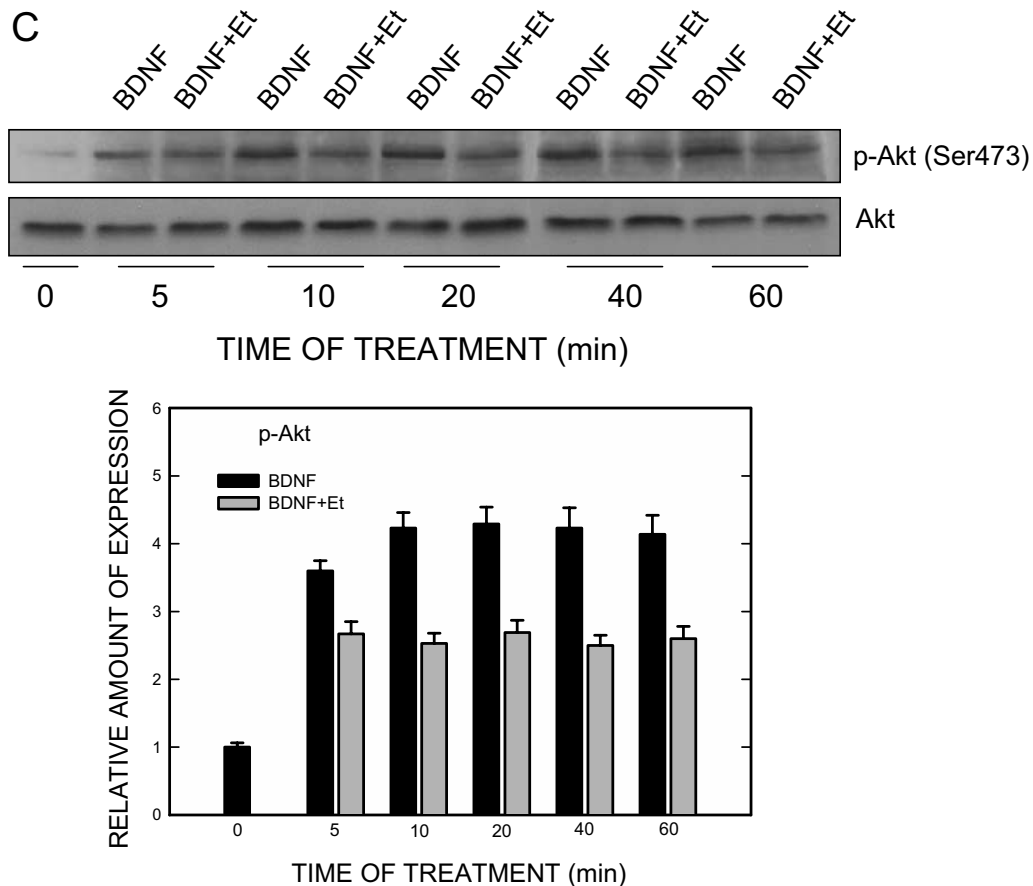 C
BDNF BDNF+Et BDNF BDNF+Et BDNF BDNF+Et BDNF BDNF+Et BDNF BDNF+Et
p-Akt (Ser473)
Akt
0 5 10 20 40 60
TIME OF TREATMENT (min)
RELATIVE AMOUNT OF EXPRESSION
6
5
4
3
2
1
0
p-Akt
BDNF
BDNF+Et
0 5 10 20 40 60
TIME OF TREATMENT (min)